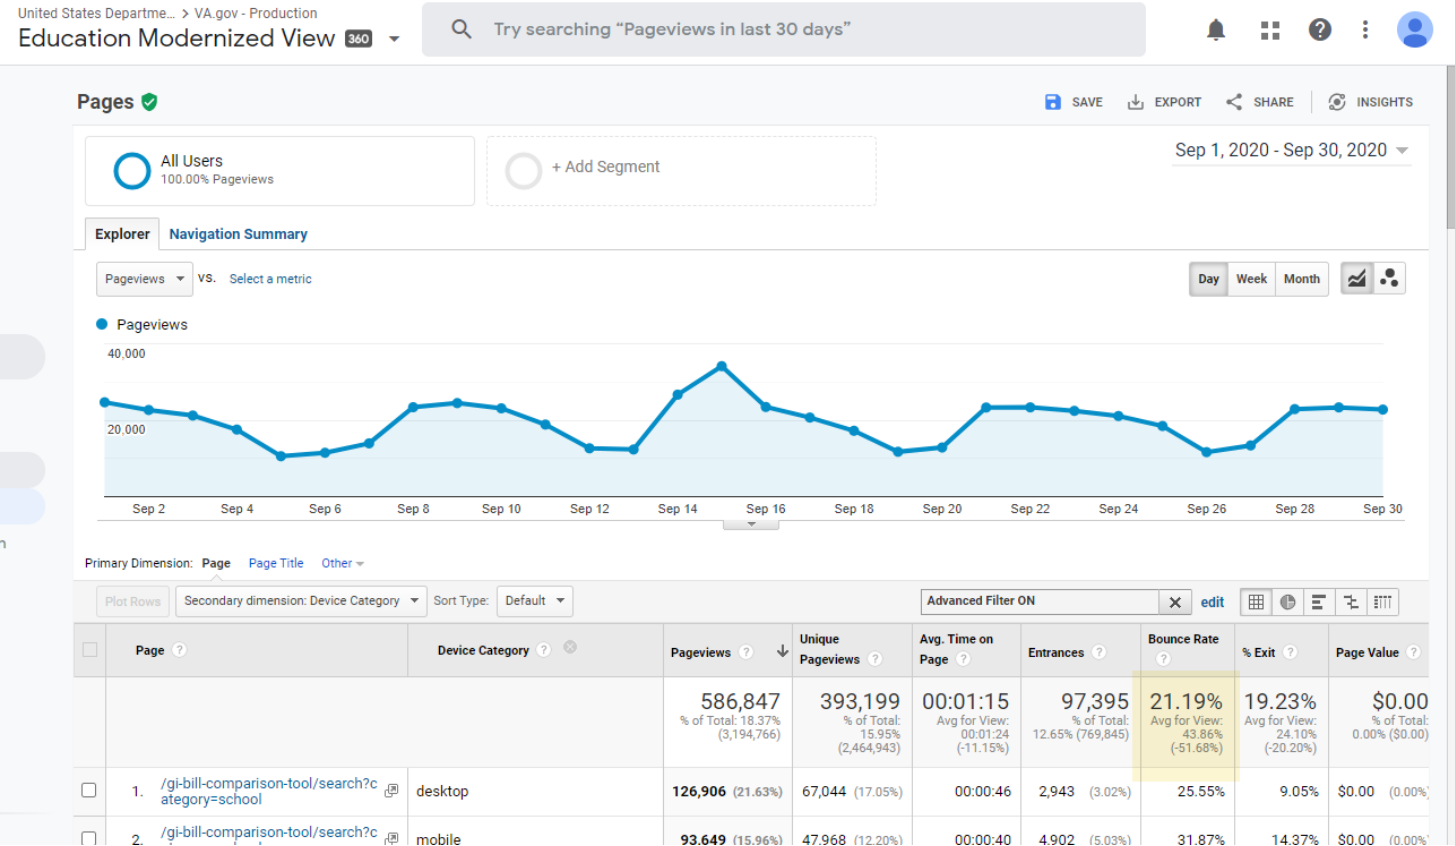 United States Departme... > VA.gov - Production
Education Modernized View 360
Try searching “Pageviews in last 30 days”
Pages
SAVE EXPORT SHARE INSIGHTS
All Users
100.00% Pageviews
+ Add Segment
Sep 1, 2020 - Sep 30, 2020
Explorer Navigation Summary
Pageviews VS. Select a metric
Day Week Month
Pageviews
40,000
20,000
Sep 2 Sep 4 Sep 6 Sep 8 Sep 10 Sep 12 Sep 14 Sep 16 Sep 18 Sep 20 Sep 22 Sep 24 Sep 26 Sep 28 Sep 30
Primary Dimension: Page Page Title Other
Plot Rows Secondary dimension: Device Category Sort Type: Default Advanced Filter ON edit
Page Device Category Pageviews Unique Pageviews Avg. Time on Page Entrances Bounce Rate % Exit Page Value
586,847 393,199 00:01:15 97,395 21.19% 19.23% $0.00
% of Total: 18.37% (3,194,766) % of Total: 15.95% (2,464,943) Avg for View: 00:01:24 (-11.15%) % of Total: 12.65% (769,845) Avg for View: 43.86% (-51.68%) Avg for View: 24.10% (-20.20%) % of Total: 0.00% ($0.00)
1. /gi-bill-comparison-tool/search?category=school desktop 126,906 (21.63%) 67,044 (17.05%) 00:00:46 2,943 (3.02%) 25.55% 9.05% $0.00 (0.00%)
2. /gi-bill-comparison-tool/search?c mobile 93,649 (15.96%) 47,968 (12.20%) 00:00:40 4,902 (5.03%) 31.87% 14.37% $0.00 (0.00%